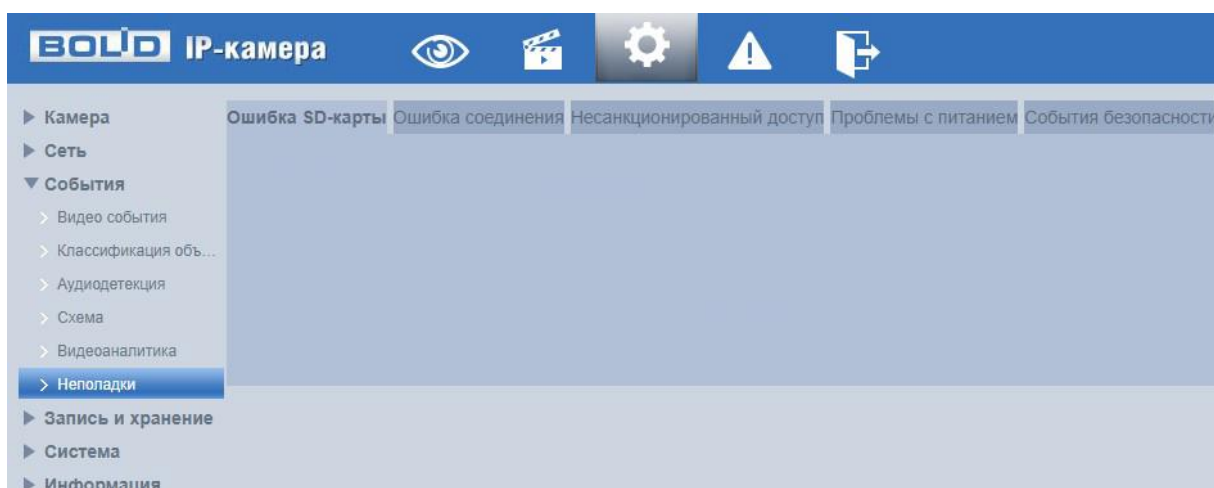 BOLID IP-камера
Камера
Ошибка SD-карты Ошибка соединения Несанкционированный доступ Проблемы с питанием События безопасности
Сеть
События
Видео события
Классификация объ...
Аудиодетекция
Схема
Видеоаналитика
Неполадки
Запись и хранение
Система
Информация